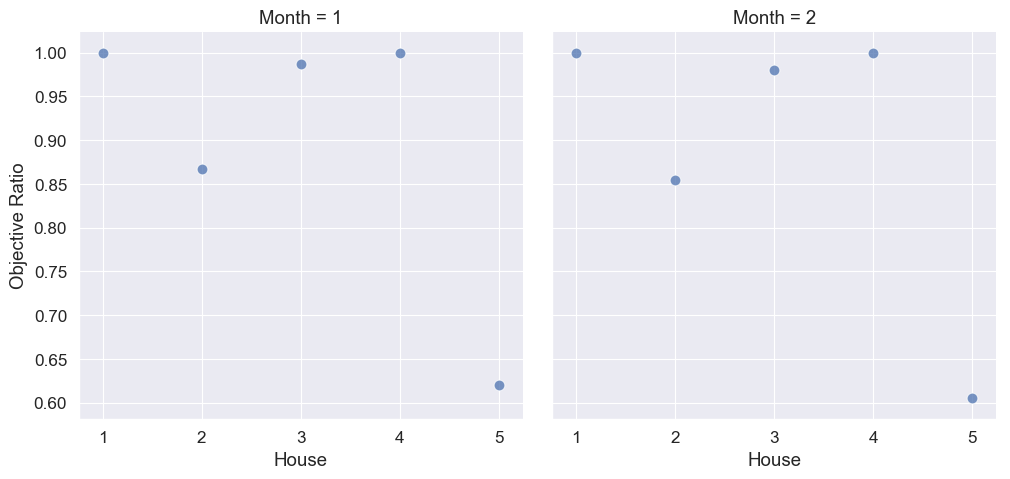 Month = 1
Month = 2
Objective Ratio
1.00
0.95
0.90
0.85
0.80
0.75
0.70
0.65
0.60
1 2 3 4 5
1 2 3 4 5
House
House